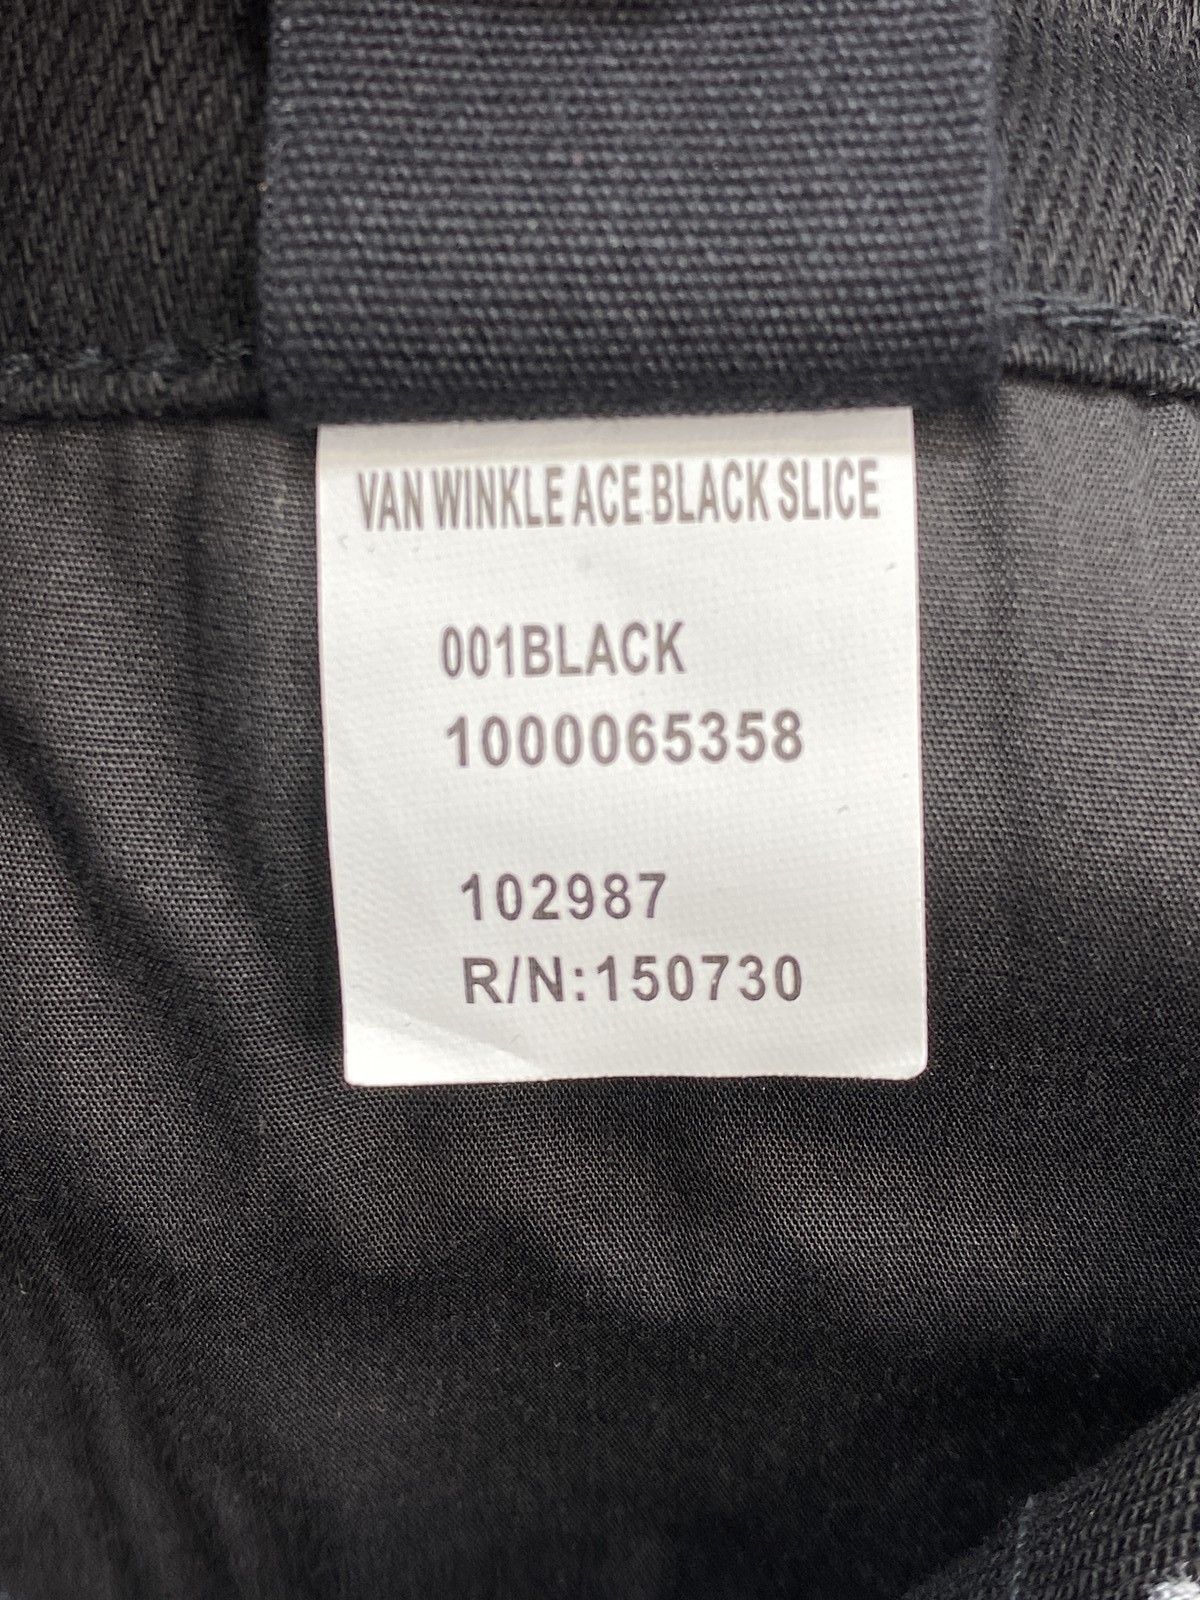 VAN WINKLE ACE BLACK SLICE
001BLACK
1000065358
102987
R/N:150730